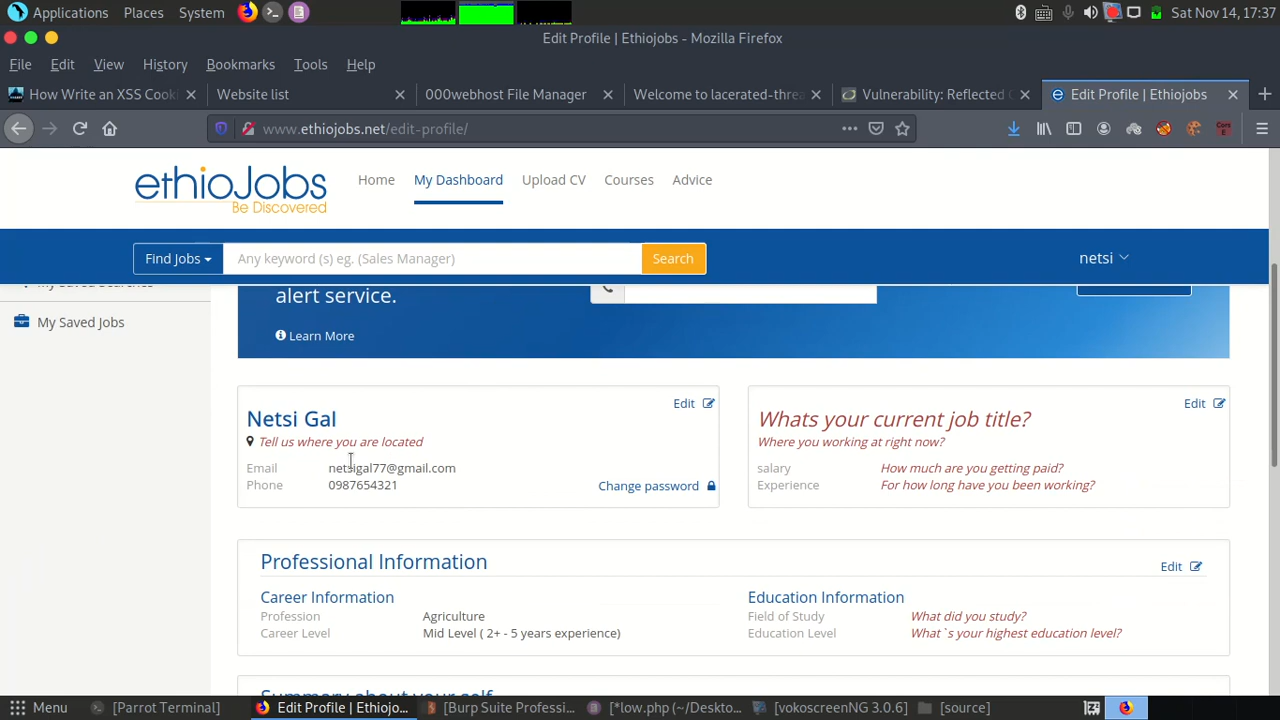 Applications Places System Sat Nov 14, 17:37
Edit Profile | Ethiojobs - Mozilla Firefox
File Edit View History Bookmarks Tools Help
How Write an XSS Cook Website list 000webhost File Manager Welcome to lacerated-threa Vulnerability: Reflected Edit Profile | Ethiojobs
www.ethiojobs.net/edit-profile/
ethioJobs
Be Discovered
Home My Dashboard Upload CV Courses Advice
Find Jobs Any keyword (s) eg. (Sales Manager) Search netsi
My Saved Searches
My Saved Jobs
alert service.
Learn More
Netsi Gal Edit
Tell us where you are located
Email netsigal77@gmail.com
Phone 0987654321 Change password
Whats your current job title? Edit
Where you working at right now?
salary How much are you getting paid?
Experience For how long have you been working?
Professional Information Edit
Career Information
Profession Agriculture
Career Level Mid Level ( 2+ - 5 years experience)
Education Information
Field of Study What did you study?
Education Level What`s your highest education level?
Summary about your self
Menu [Parrot Terminal] Edit Profile | Ethiojo... [Burp Suite Professi... [*low.php (~/Deskto... [vokoscreenNG 3.0.6] [source]